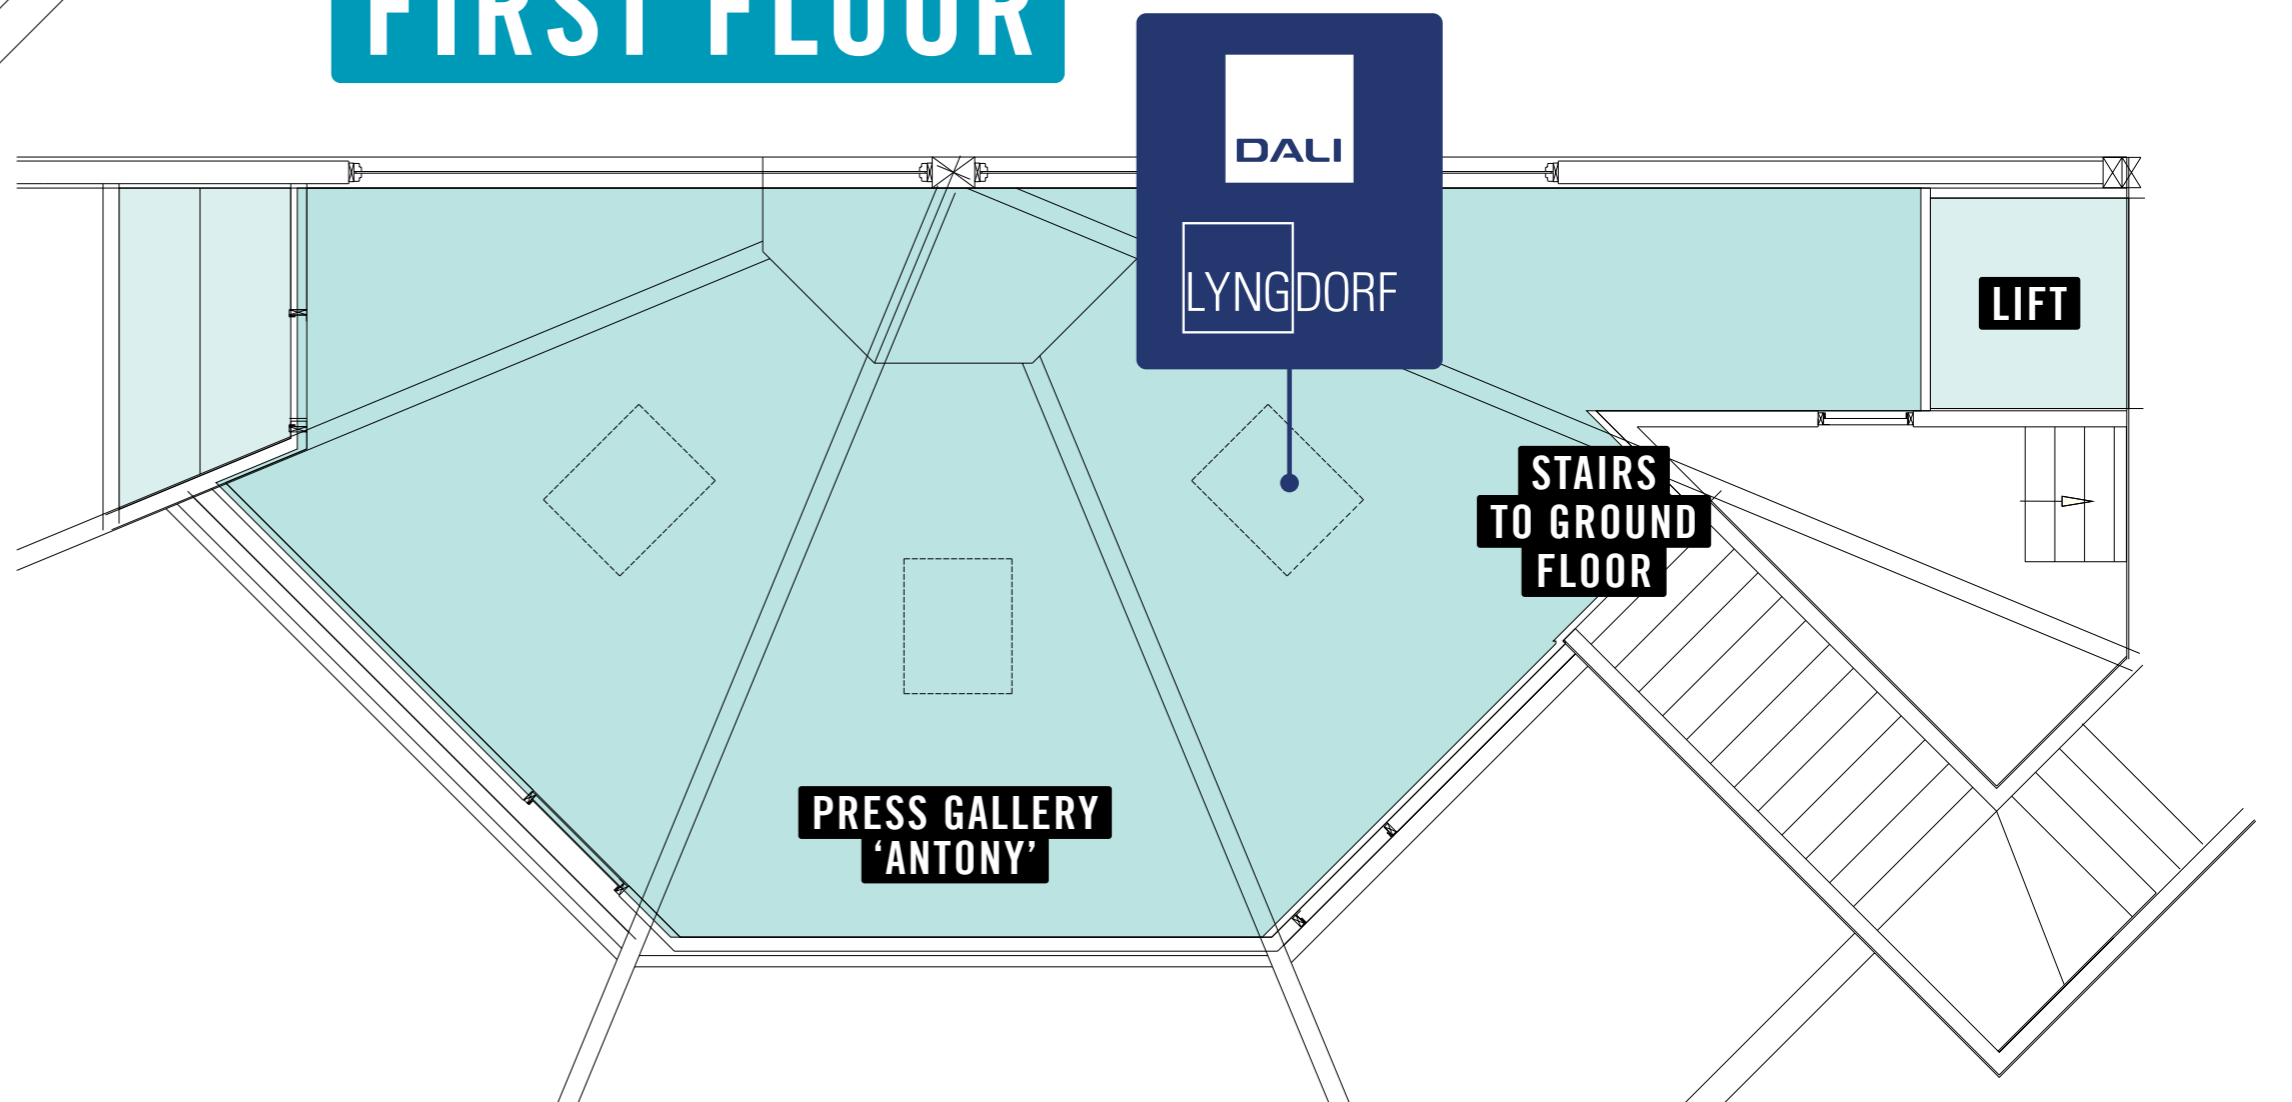 FIRST FLOOR
DALI
LYNGDORF
LIFT
STAIRS
TO GROUND
FLOOR
PRESS GALLERY
‘ANTONY’